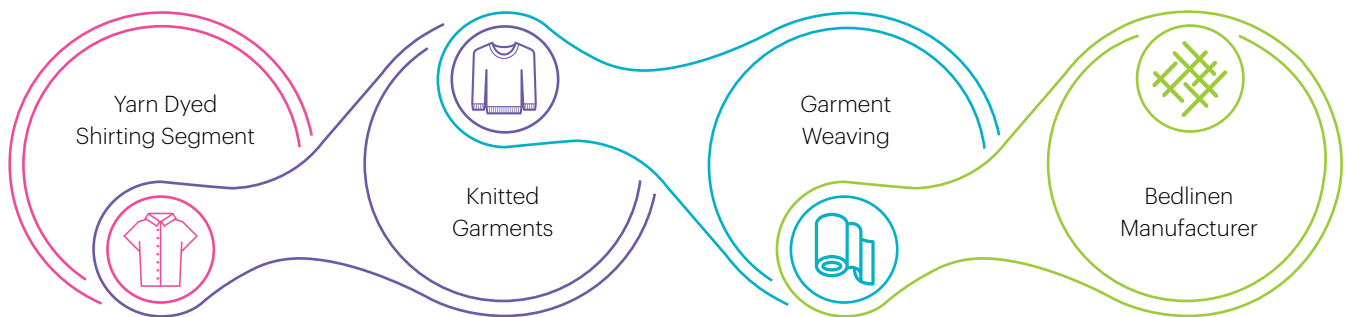 Yarn Dyed
Shirting Segment
Knitted
Garments
Garment
Weaving
Bedlinen
Manufacturer